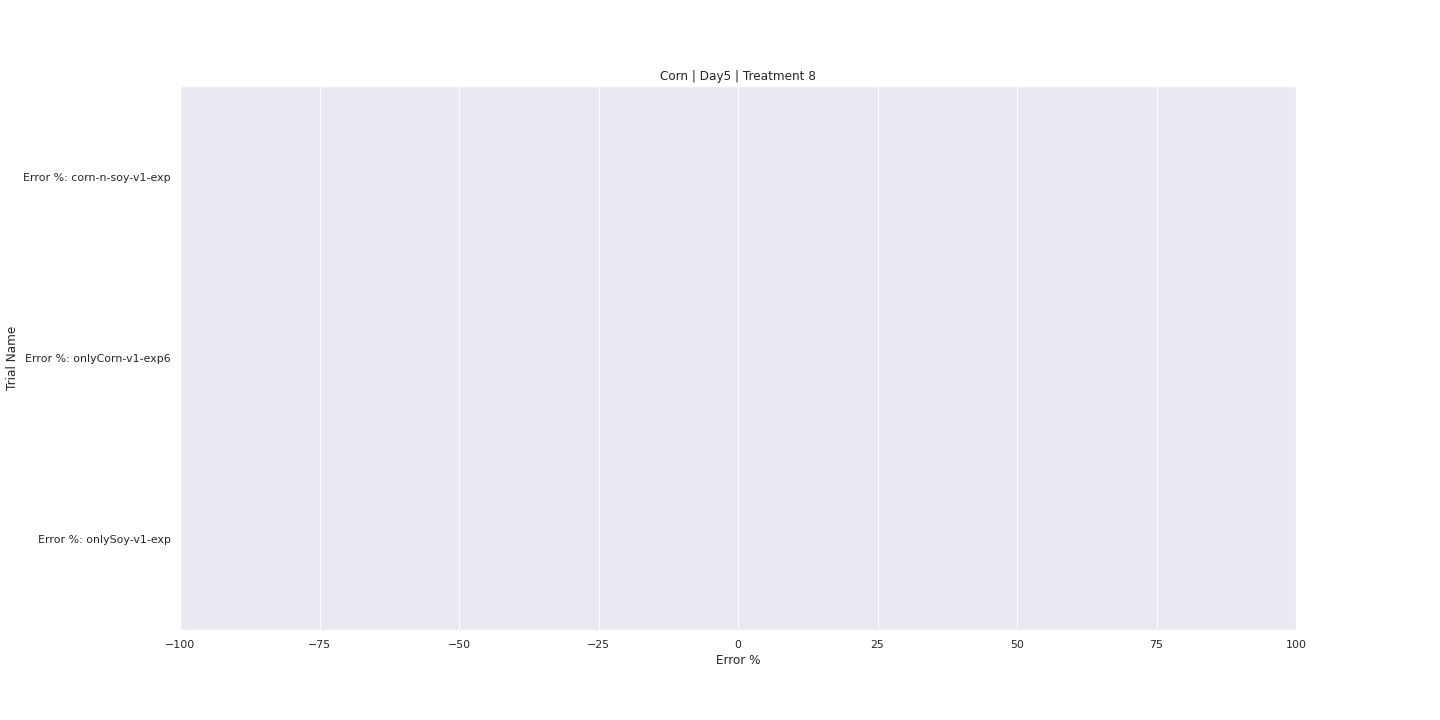 Corn | Day5 | Treatment 8
Error %: corn-n-soy-v1-exp
Error %: onlyCorn-v1-exp6
Error %: onlySoy-v1-exp
Trial Name
−100 −75 −50 −25 0 25 50 75 100
Error %